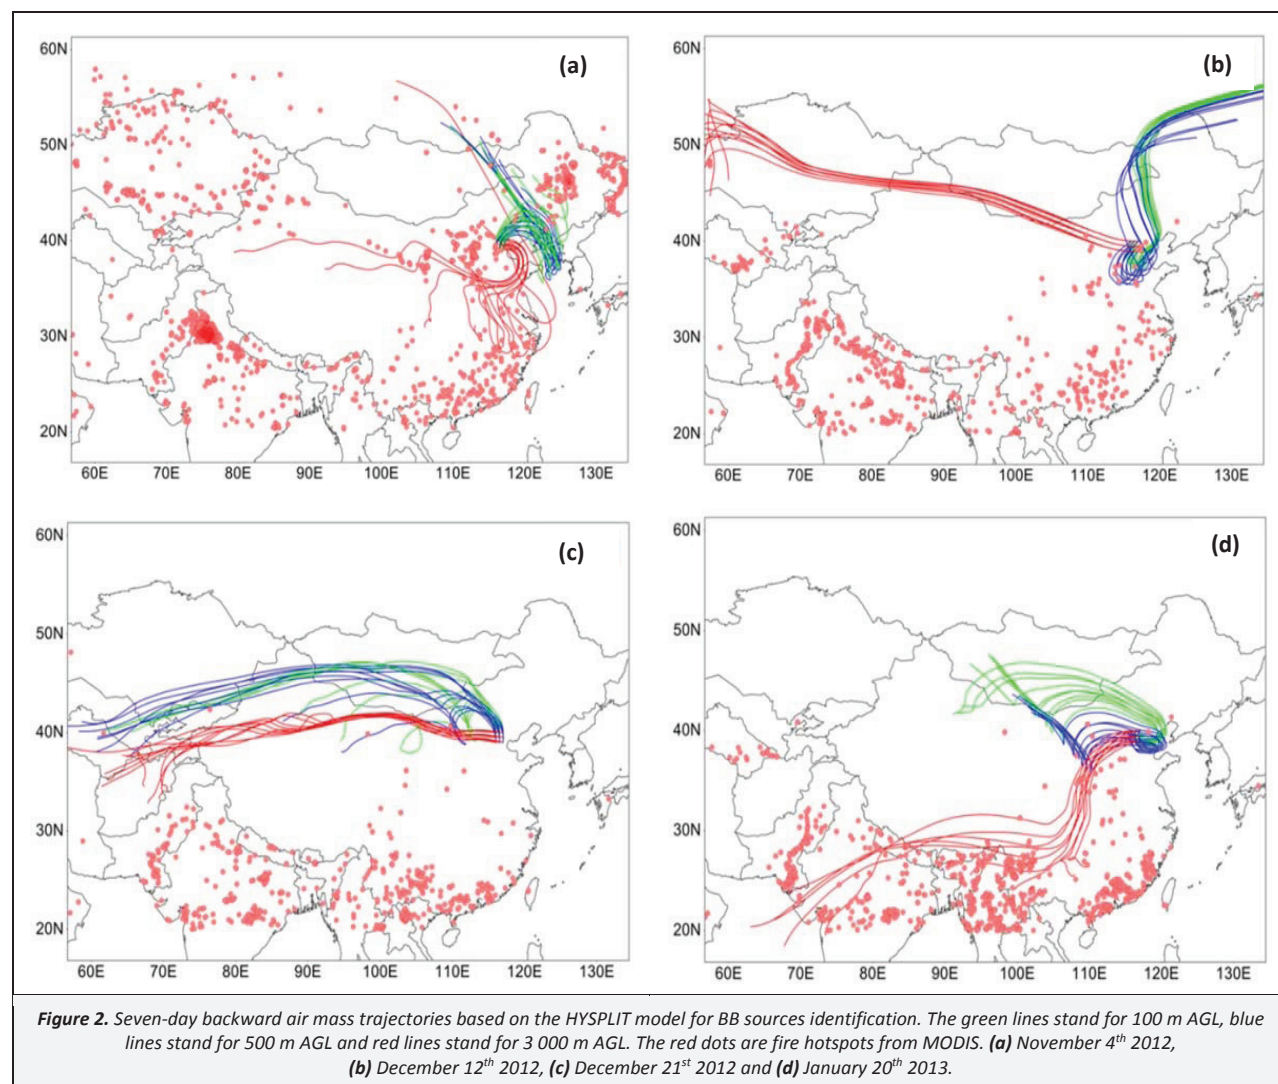 60N
50N
40N
30N
20N
60E 70E 80E 90E 100E 110E 120E 130E
(a)
60N
50N
40N
30N
20N
60E 70E 80E 90E 100E 110E 120E 130E
(b)
60N
50N
40N
30N
20N
60E 70E 80E 90E 100E 110E 120E 130E
(c)
60N
50N
40N
30N
20N
60E 70E 80E 90E 100E 110E 120E 130E
(d)
Figure 2. Seven-day backward air mass trajectories based on the HYSPLIT model for BB sources identification. The green lines stand for 100 m AGL, blue
lines stand for 500 m AGL and red lines stand for 3 000 m AGL. The red dots are fire hotspots from MODIS. (a) November 4th 2012,
(b) December 12th 2012, (c) December 21st 2012 and (d) January 20th 2013.